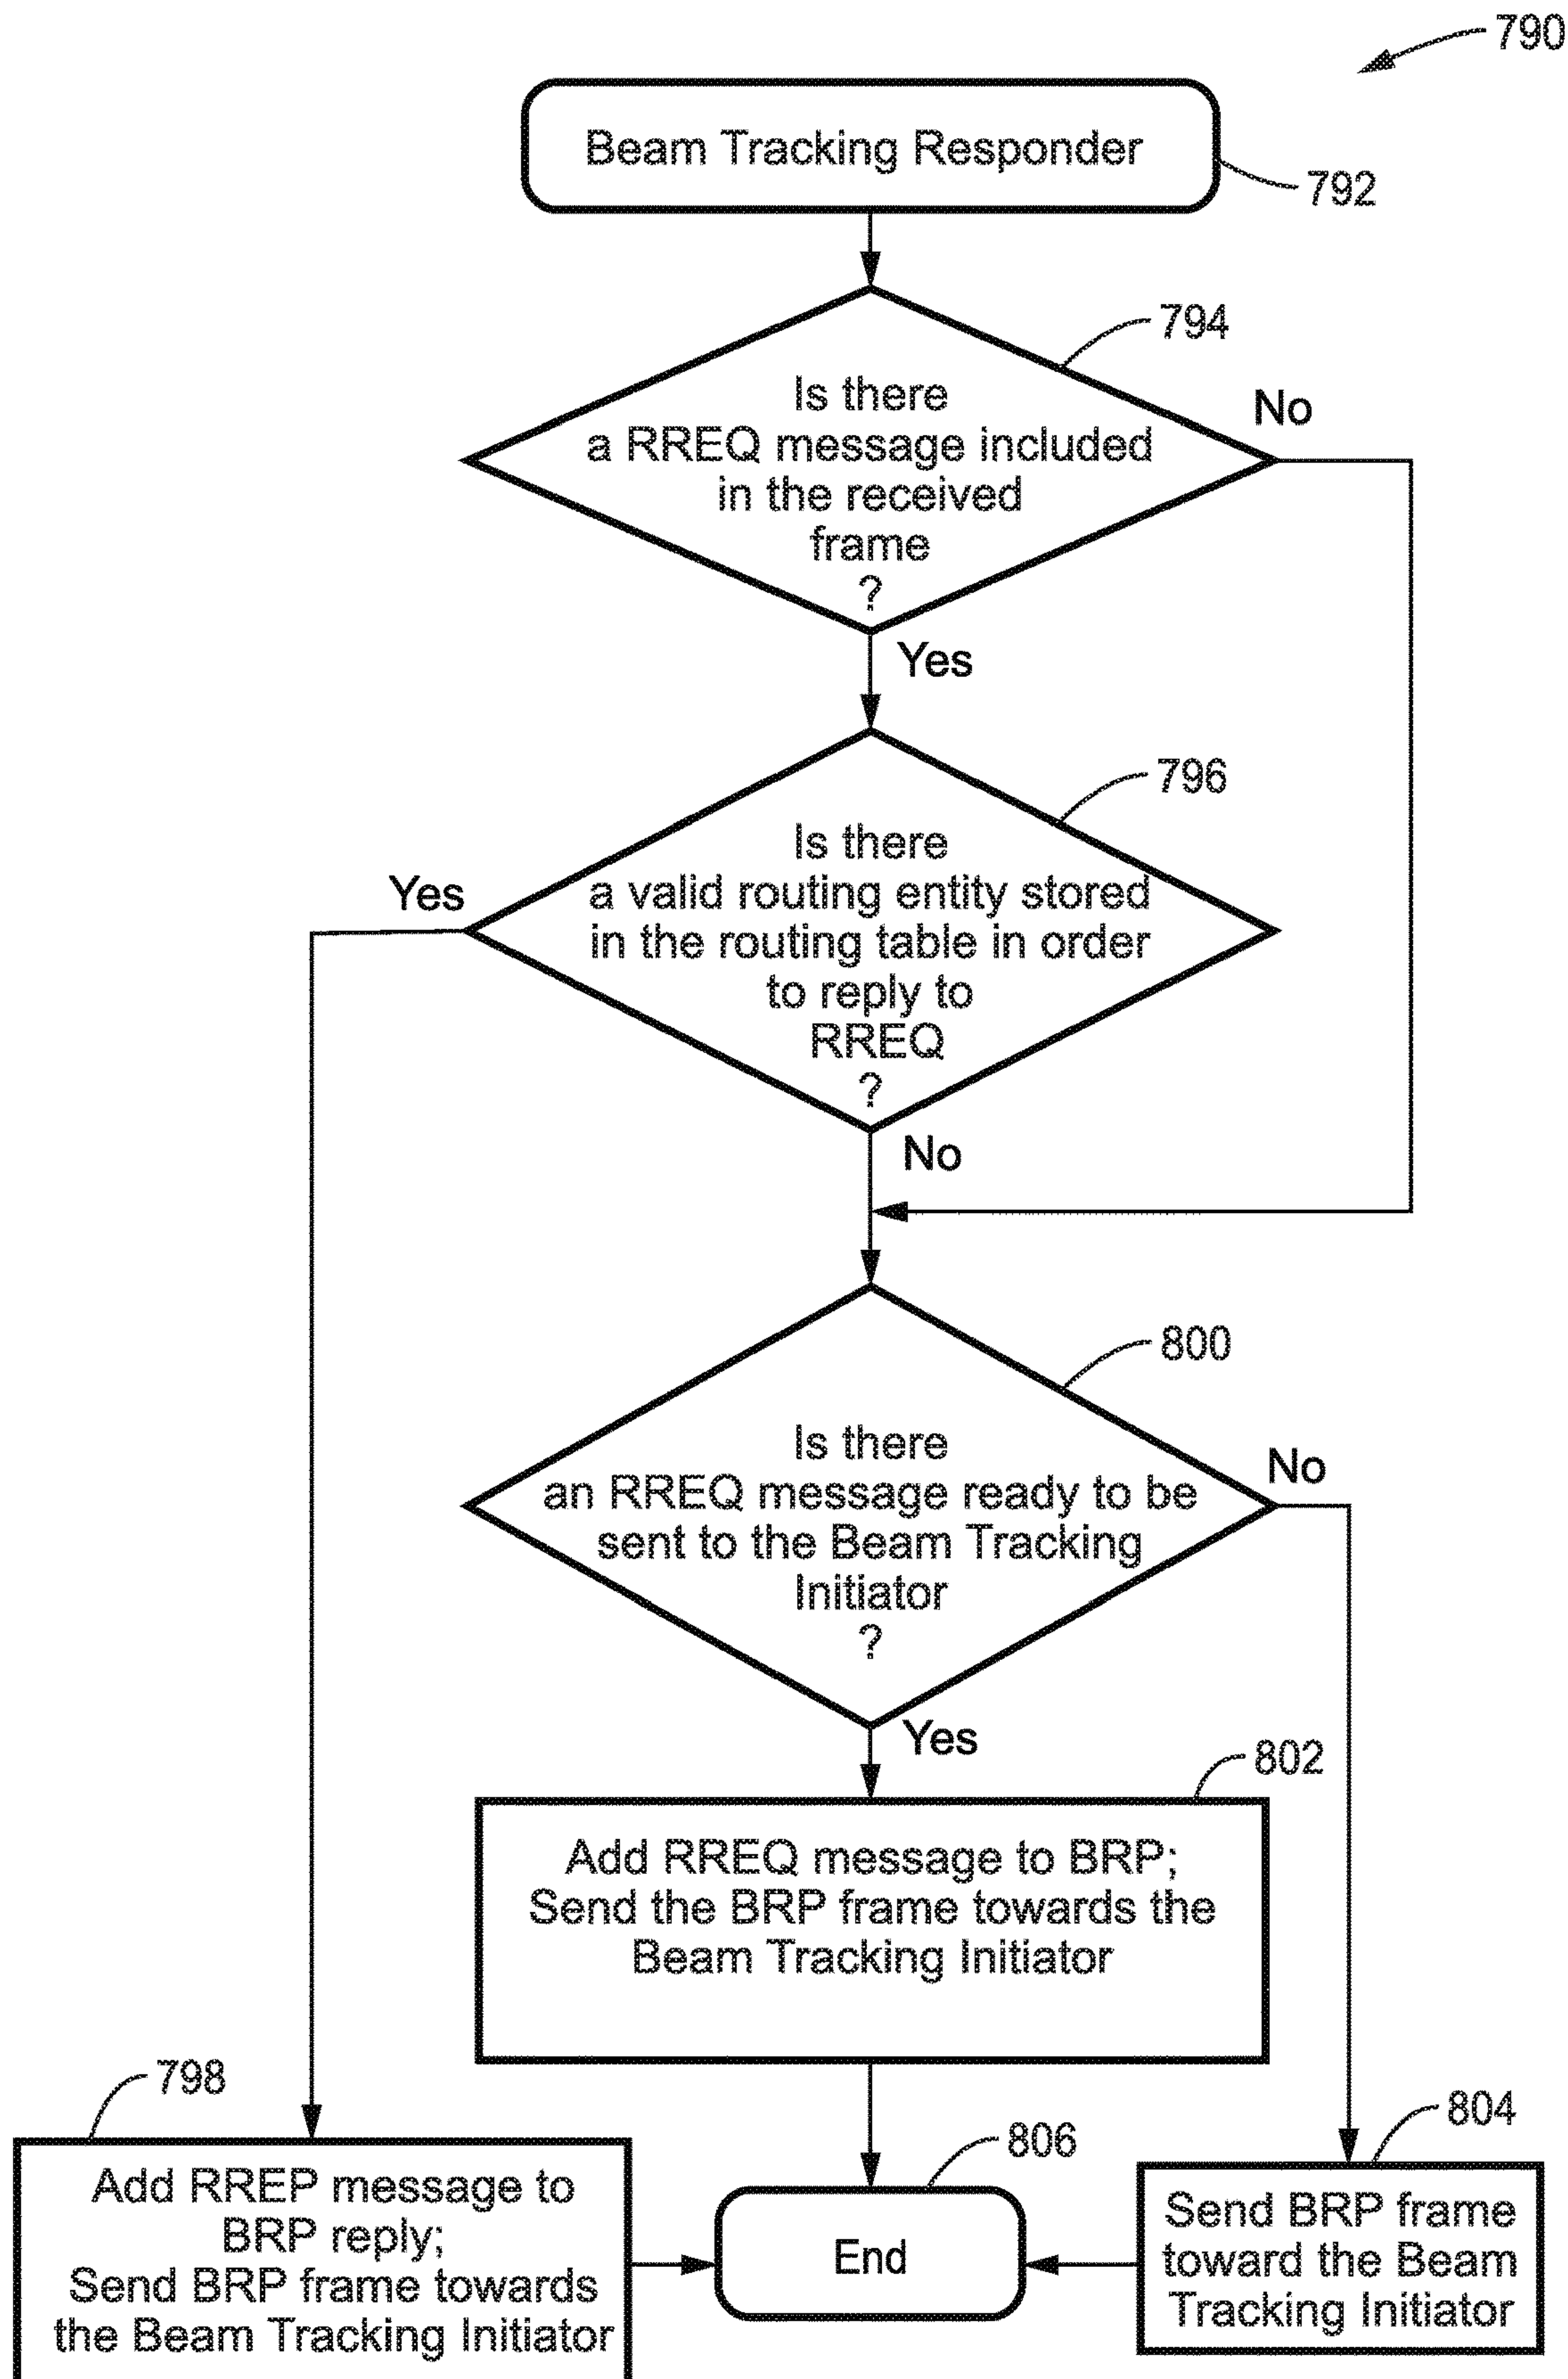 790
Beam Tracking Responder
792
794
Is there
a RREQ message included
in the received
frame
?
No
Yes
796
Is there
a valid routing entity stored
in the routing table in order
to reply to
RREQ
?
Yes
No
800
Is there
an RREQ message ready to be
sent to the Beam Tracking
Initiator
?
No
Yes
802
Add RREQ message to BRP;
Send the BRP frame towards the
Beam Tracking Initiator
798
Add RREP message to
BRP reply;
Send BRP frame towards
the Beam Tracking Initiator
806
End
804
Send BRP frame
toward the Beam
Tracking Initiator